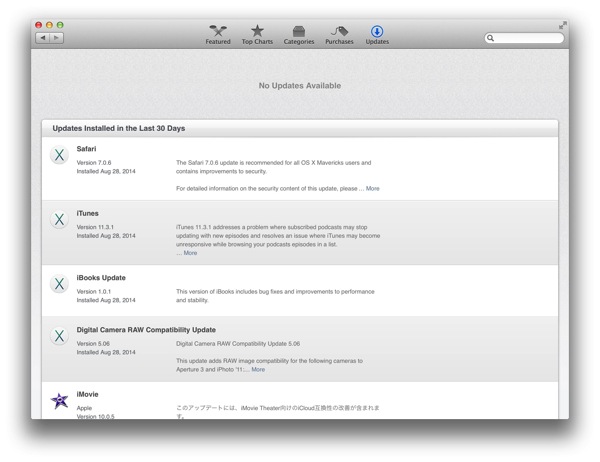 Featured Top Charts Categories Purchases Updates
No Updates Available
Updates Installed in the Last 30 Days
Safari
Version 7.0.6
Installed Aug 28, 2014
The Safari 7.0.6 update is recommended for all OS X Mavericks users and
contains improvements to security.
For detailed information on the security content of this update, please ... More
iTunes
Version 11.3.1
Installed Aug 28, 2014
iTunes 11.3.1 addresses a problem where subscribed podcasts may stop
updating with new episodes and resolves an issue where iTunes may become
unresponsive while browsing your podcasts episodes in a list.
... More
iBooks Update
Version 1.0.1
Installed Aug 28, 2014
This version of iBooks includes bug fixes and improvements to performance
and stability.
Digital Camera RAW Compatibility Update
Version 5.06
Installed Aug 28, 2014
Digital Camera RAW Compatibility Update 5.06
This update adds RAW image compatibility for the following cameras to
Aperture 3 and iPhoto '11:... More
iMovie
Apple
Version 10.0.5
このアップデートには、iMovie Theater向けのiCloud互換性の改善が含まれま
す。